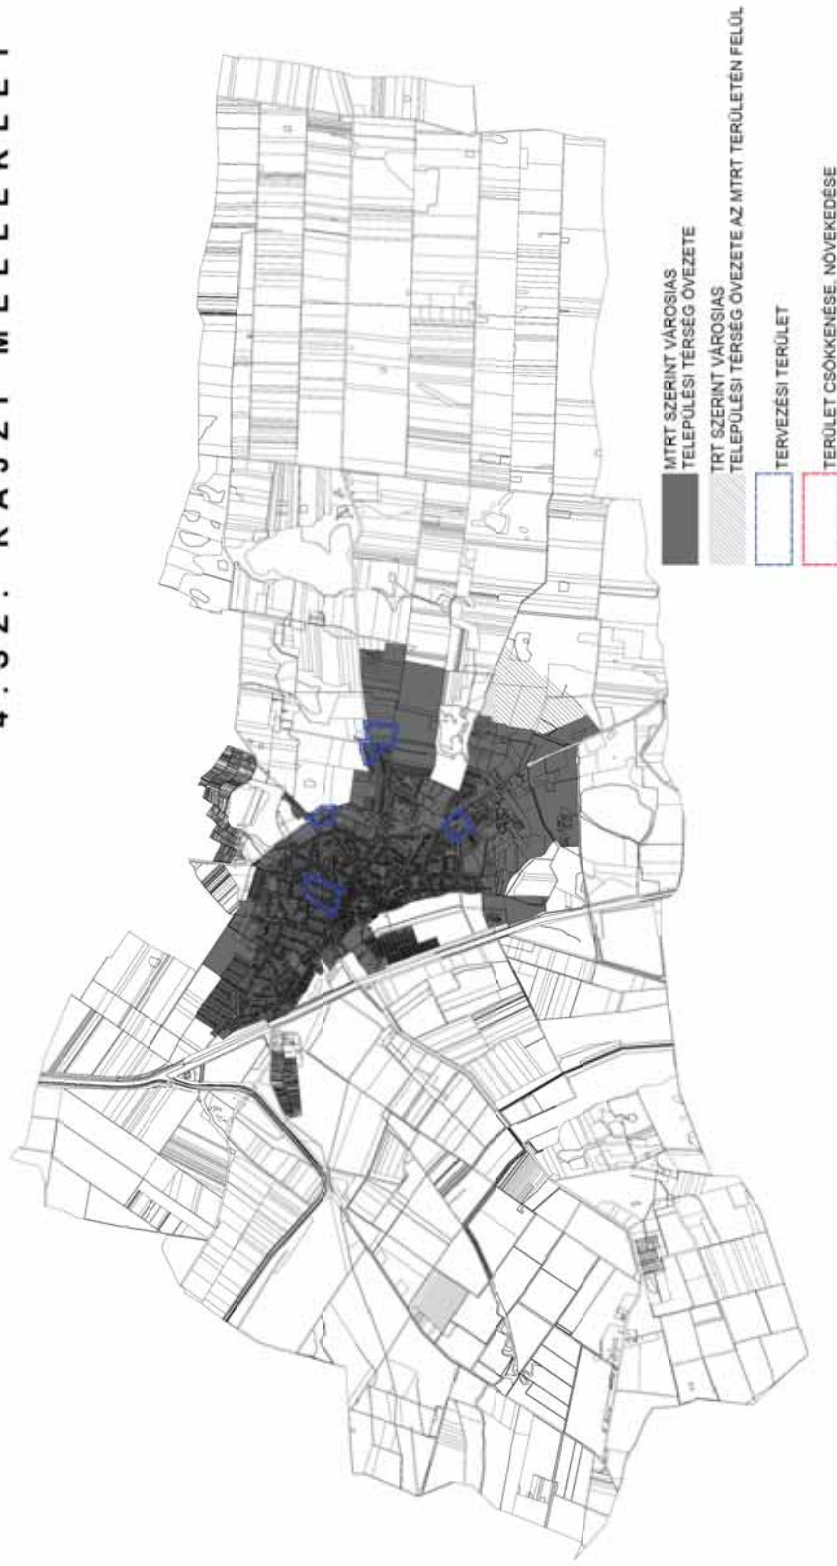 4.32. RAJZI MELLÉKLET
MTRT SZERINT VÁROSIAS
TELEPÜLÉSI TÉRSÉG ÖVEZETE
TRT SZERINT VÁROSIAS
TELEPÜLÉSI TÉRSÉG ÖVEZETE AZ MTRT TERÜLETÉN FELÜL
TERVEZÉSI TERÜLET
TERÜLET CSÖKKENÉSE, NÖVEKEDÉSE